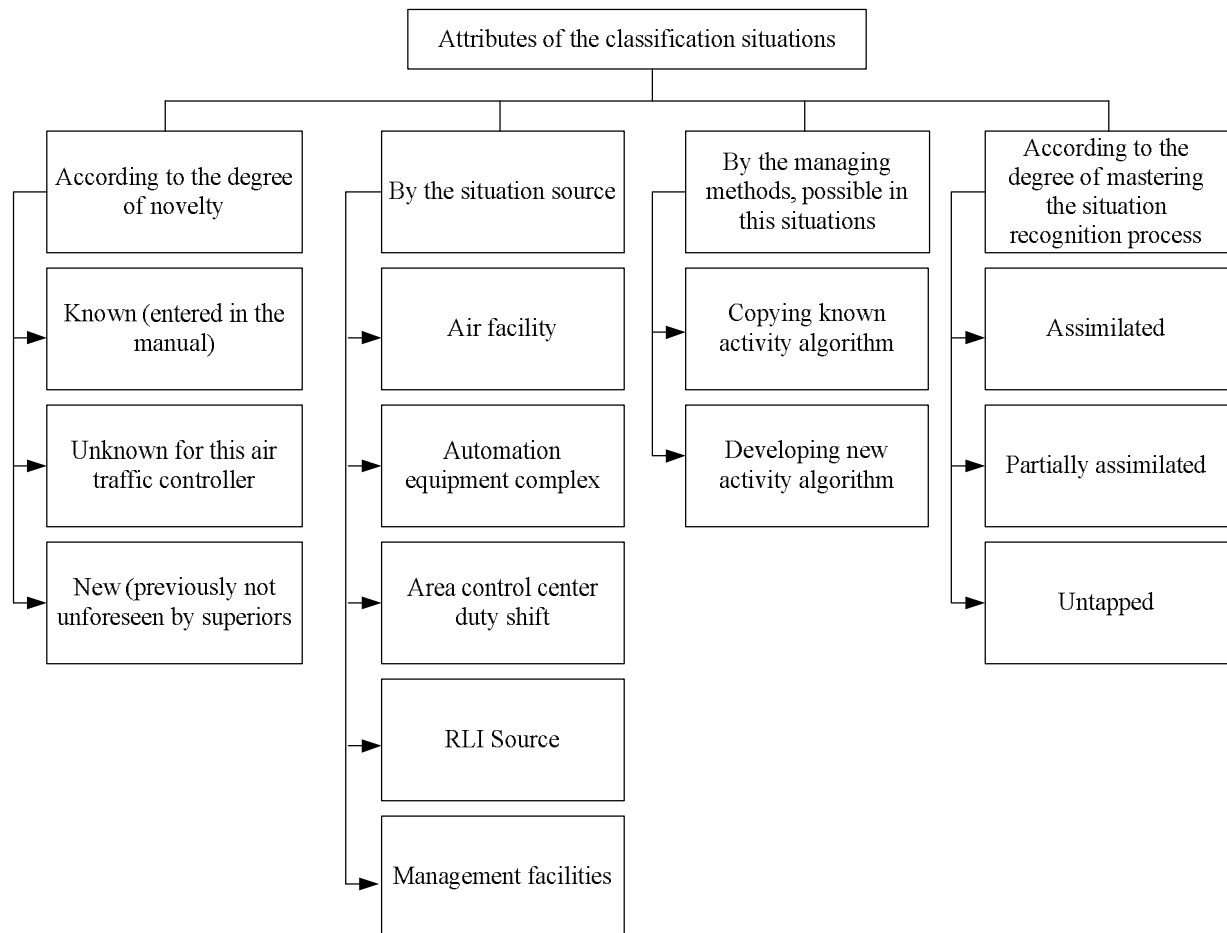 Attributes of the classification situations
According to the degree
of novelty
Known (entered in the
manual)
Unknown for this air
traffic controller
New (previously not
unforeseen by superiors
By the situation source
Air facility
Automation
equipment complex
Area control center
duty shift
RLI Source
Management facilities
By the managing
methods, possible in
this situations
Copying known
activity algorithm
Developing new
activity algorithm
According to the
degree of mastering
the situation
recognition process
Assimilated
Partially assimilated
Untapped